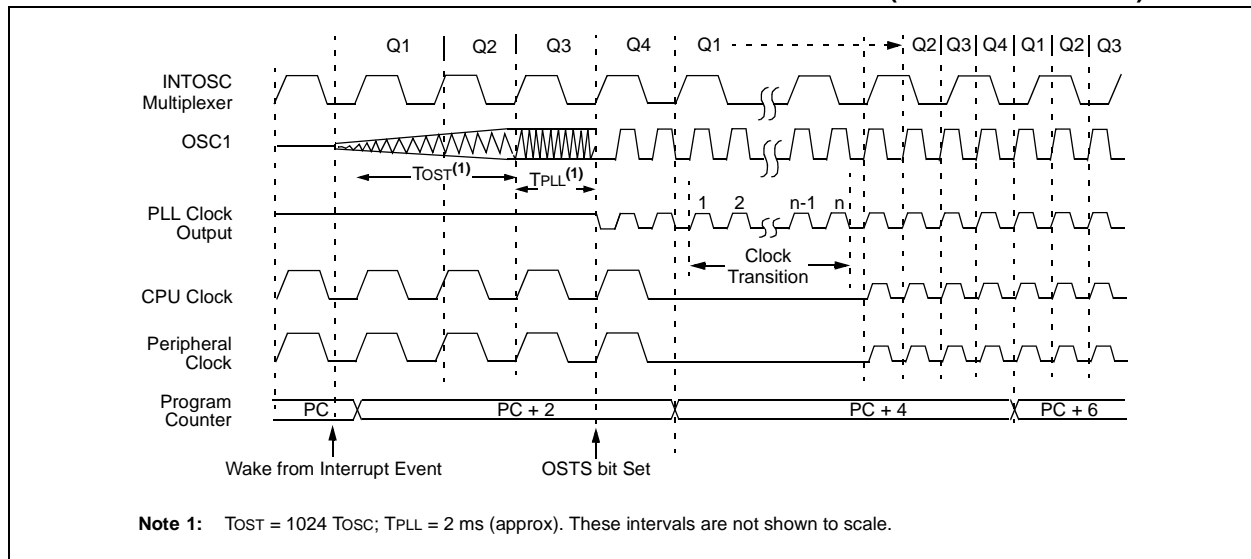 Q1 Q2 Q3 Q4 Q1 Q2 Q3 Q4 Q1 Q2 Q3
INTOSC
Multiplexer
OSC1
TOST(1)
TPLL(1)
1 2 n-1 n
PLL Clock
Output
Clock
Transition
CPU Clock
Peripheral
Clock
Program
Counter
PC PC + 2 PC + 4 PC + 6
Wake from Interrupt Event OSTS bit Set
Note 1: TOST = 1024 TOSC; TPLL = 2 ms (approx). These intervals are not shown to scale.